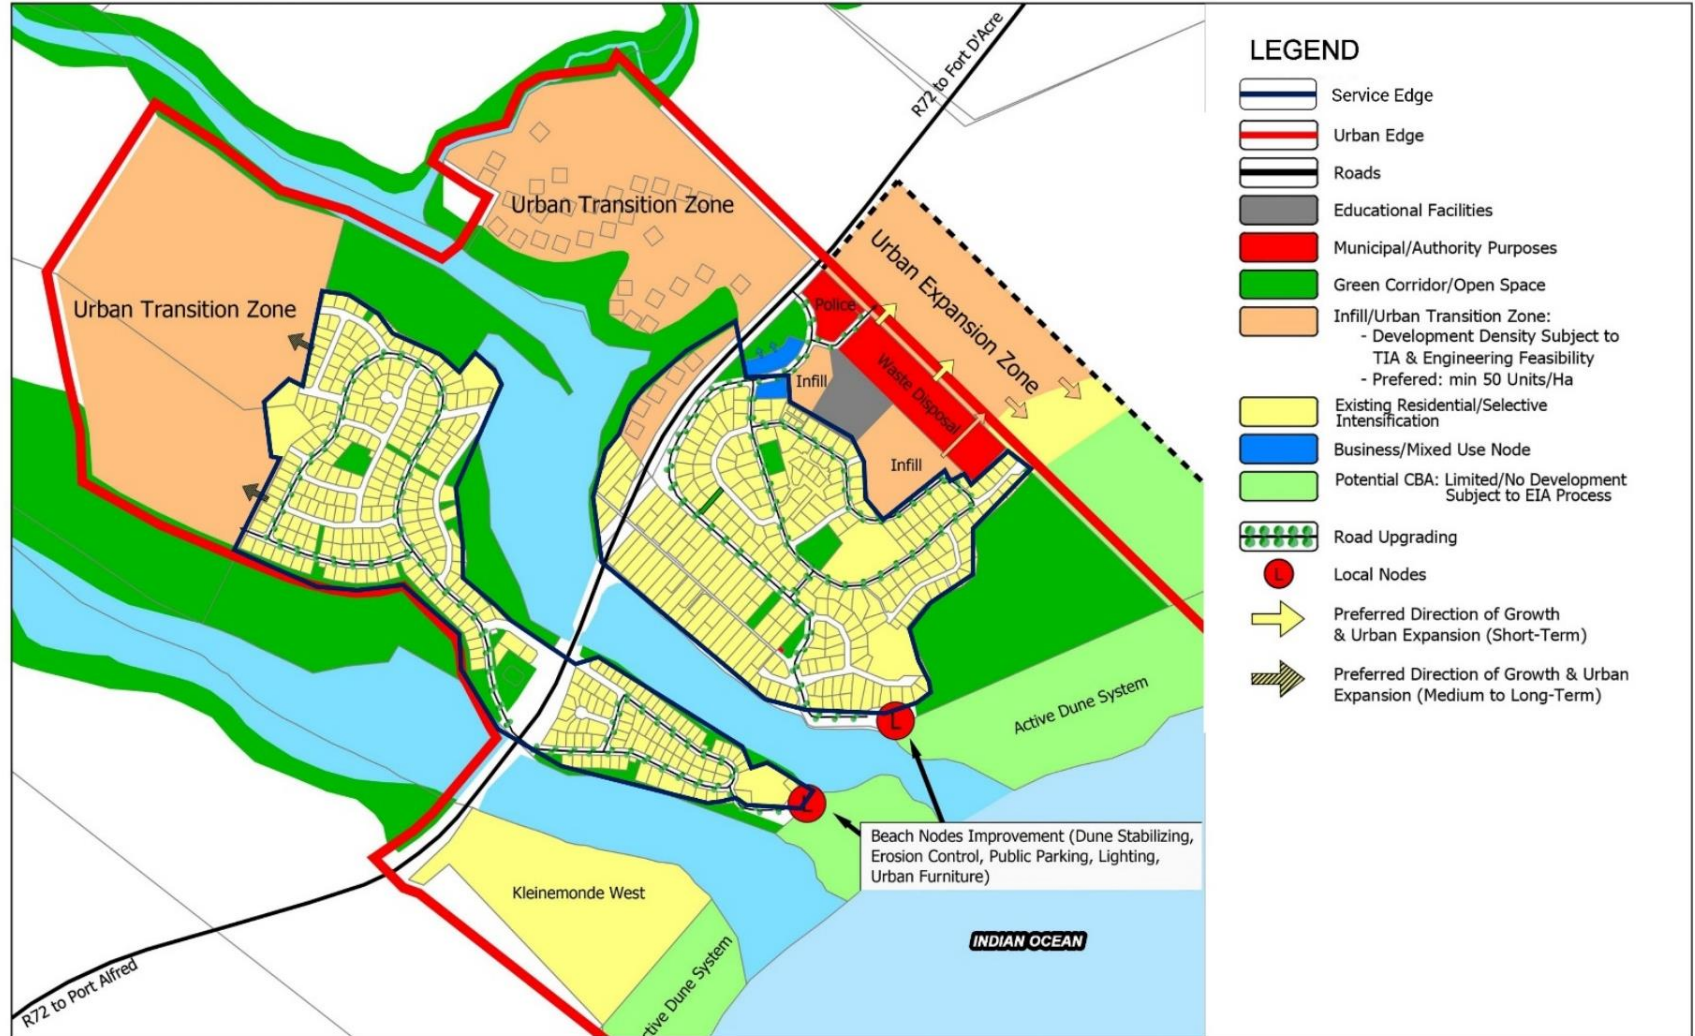 R72 to Fort D'Acre
Urban Transition Zone
Urban Transition Zone
Urban Expansion Zone
Police
Waste Disposal
Infill
Infill
Active Dune System
L
L
Beach Nodes Improvement (Dune Stabilizing,
Erosion Control, Public Parking, Lighting,
Urban Furniture)
Kleinemonde West
INDIAN OCEAN
ctive Dune System
R72 to Port Alfred
LEGEND
Service Edge
Urban Edge
Roads
Educational Facilities
Municipal/Authority Purposes
Green Corridor/Open Space
Infill/Urban Transition Zone:
- Development Density Subject to
TIA & Engineering Feasibility
- Prefered: min 50 Units/Ha
Existing Residential/Selective
Intensification
Business/Mixed Use Node
Potential CBA: Limited/No Development
Subject to EIA Process
Road Upgrading
L
Local Nodes
Preferred Direction of Growth
& Urban Expansion (Short-Term)
Preferred Direction of Growth & Urban
Expansion (Medium to Long-Term)